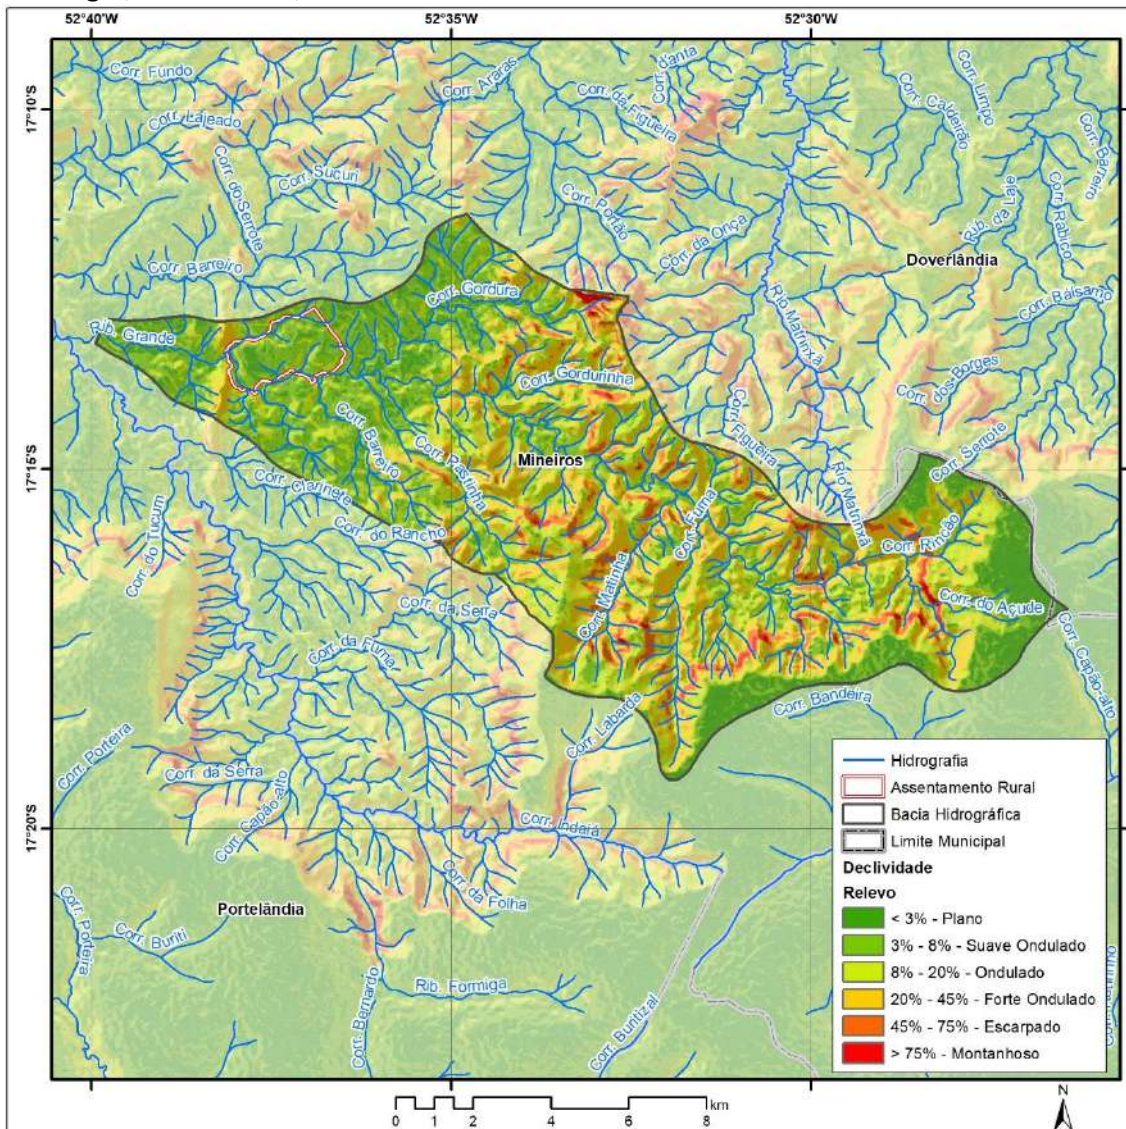 52°40'W
52°35'W
52°30'W
17°10'S
17°15'S
17°20'S
Corr. Fundo
Corr. Araras
Corr. d'anta
Corr. da Figueira
Corr. Caldeirão
Corr. Limpo
Corr. Barreiro
Corr. Lajeado
Corr. do Serrote
Corr. Sucuri
Corr. Portão
Corr. da Onça
Rib. da Laje
Corr. Rabico
Doverlândia
Corr. Barreiro
Corr. Gordura
Rio Matrinxã
Corr. Bálsamo
Rib. Grande
Corr. Gordurinha
Corr. dos Borges
Corr. Barreito
Corr. Pastinha
Mineiros
Corr. Figueira
Corr. Serrote
Corr. Clarinete
Corr. do Rancho
Corr. Furna
Rio Matrinxã
Corr. Rincão
Corr. do Tucum
Corr. da Serra
Corr. Matinha
Corr. do Açude
Corr. da Furna
Corr. Capão-alto
Corr. Labarda
Corr. Bandeira
Corr. Porteira
Corr. da Serra
Corr. Capão-alto
Corr. Indaiá
Corr. da Folha
Portelândia
Corr. Porteira
Corr. Buriti
Corr. Bernardo
Rib. Formiga
Corr. Buntizal
Hidrografia
Assentamento Rural
Bacia Hidrográfica
Limite Municipal
Declividade
Relevo
< 3% - Plano
3% - 8% - Suave Ondulado
8% - 20% - Ondulado
20% - 45% - Forte Ondulado
45% - 75% - Escarpado
> 75% - Montanhoso
km
0 1 2 4 6 8
N